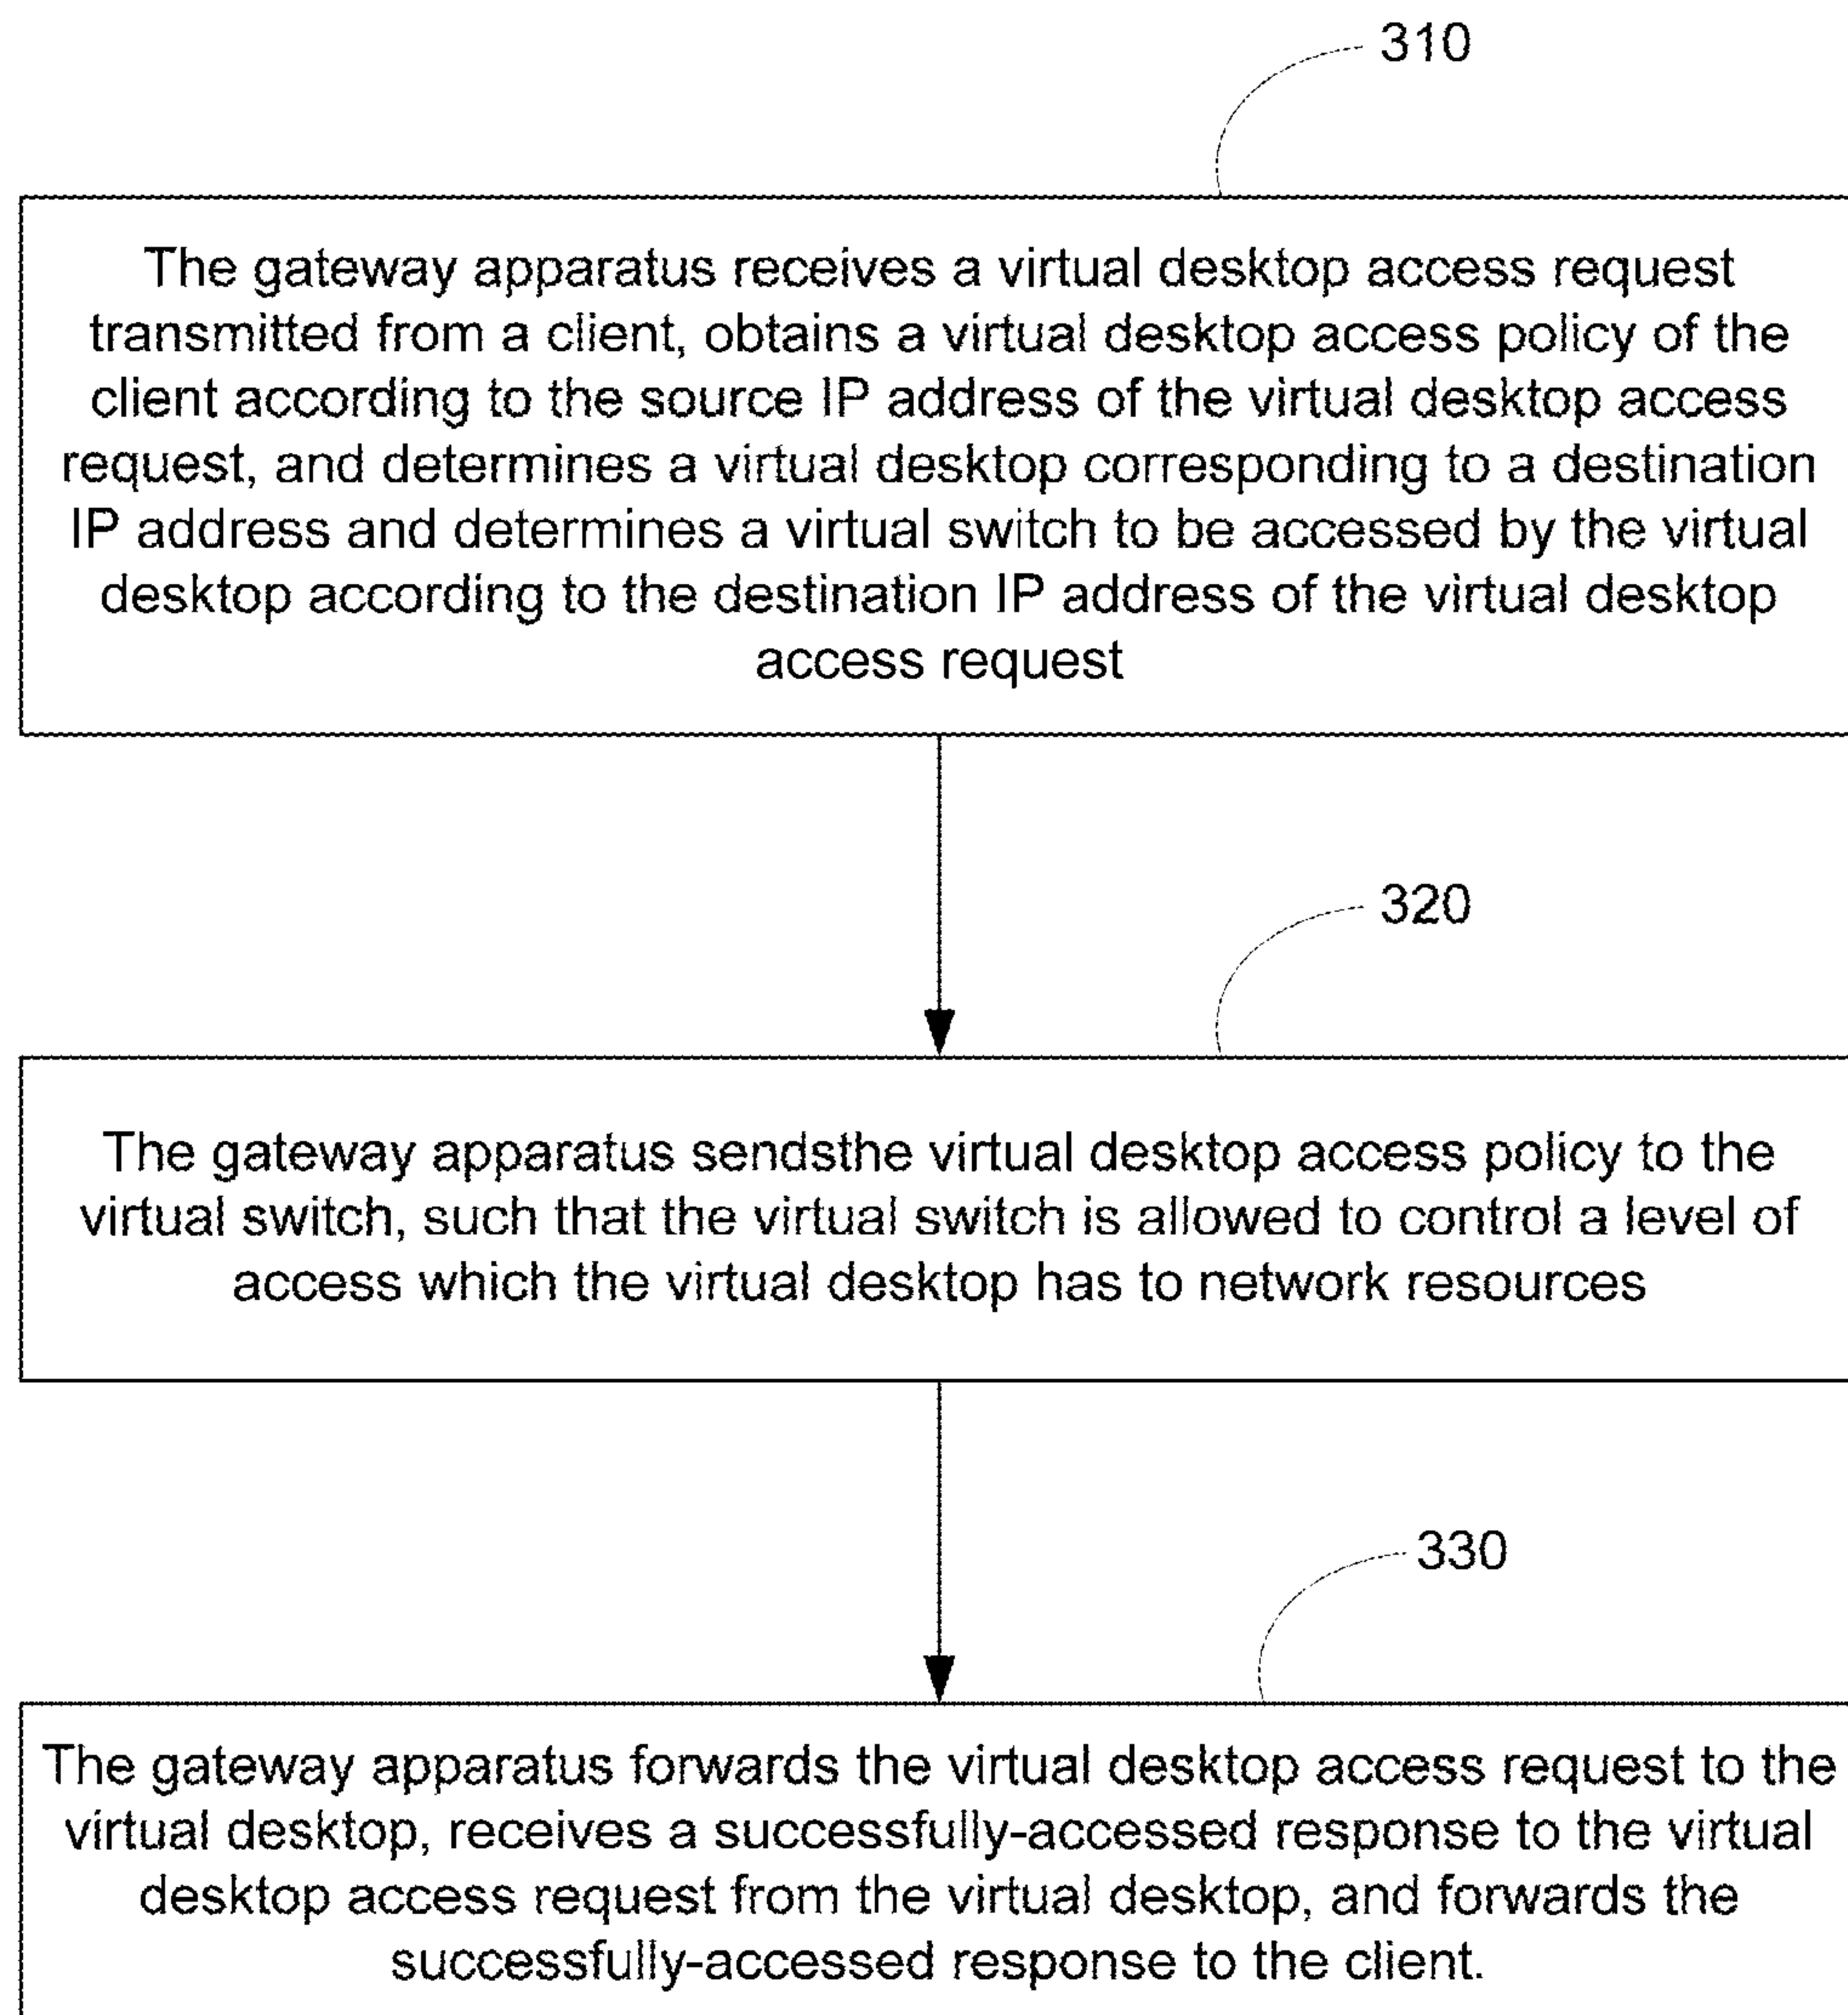 310
The gateway apparatus receives a virtual desktop access request
transmitted from a client, obtains a virtual desktop access policy of the
client according to the source IP address of the virtual desktop access
request, and determines a virtual desktop corresponding to a destination
IP address and determines a virtual switch to be accessed by the virtual
desktop according to the destination IP address of the virtual desktop
access request
320
The gateway apparatus sendsthe virtual desktop access policy to the
virtual switch, such that the virtual switch is allowed to control a level of
access which the virtual desktop has to network resources
330
The gateway apparatus forwards the virtual desktop access request to the
virtual desktop, receives a successfully-accessed response to the virtual
desktop access request from the virtual desktop, and forwards the
successfully-accessed response to the client.